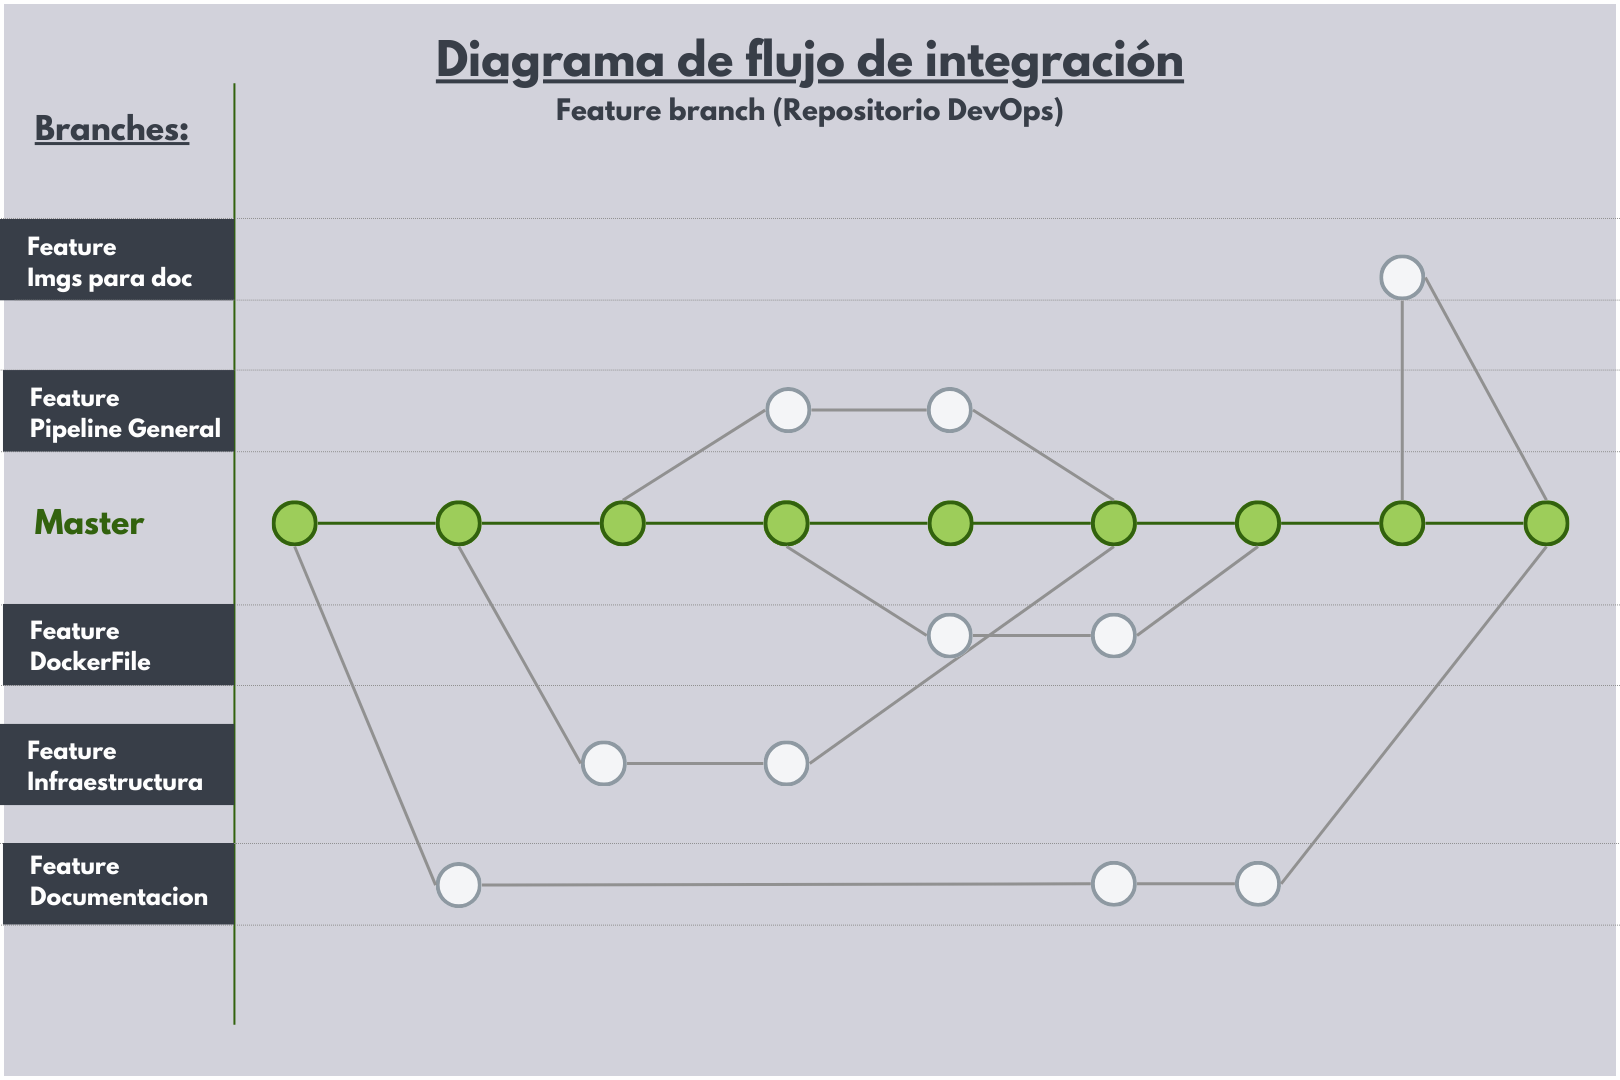 Diagrama de flujo de integración
Feature branch (Repositorio DevOps)
Branches:
Feature
Imgs para doc
Feature
Pipeline General
Master
Feature
DockerFile
Feature
Infraestructura
Feature
Documentacion